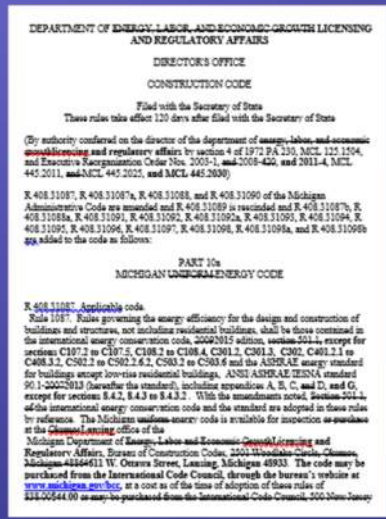 DEPARTMENT OF ENERGY, LABOR, AND ECONOMIC GROWTH LICENSING
AND REGULATORY AFFAIRS
DIRECTOR'S OFFICE
CONSTRUCTION CODE
Filed with the Secretary of State
These rules take effect 120 days after filed with the Secretary of State
(By authority conferred on the director of the department of energy, labor, and economic
growthlicensing and regulatory affairs by section 4 of 1972 PA 230, MCL 125.1504,
and Executive Reorganization Order Nos. 2003-1, and 2008-420, and 2011-4, MCL
445.2011, and MCL 445.2025, and MCL 445.2030)
R 408.31087, R 408.31087a, R 408.31088, and R 408.31090 of the Michigan
Administrative Code are amended and R 408.31089 is rescinded and R 408.31087b, R
408.31088a, R 408.31091, R 408.31092, R 408.31092a, R 408.31093, R 408.31094, R
408.31095, R 408.31096, R 408.31097, R 408.31098, R 408.31098a, and R 408.31098b
are added to the code as follows:
PART 10a
MICHIGAN UNIFORM ENERGY CODE
R 408.31087. Applicable code.
Rule 1087. Rules governing the energy efficiency for the design and construction of
buildings and structures, not including residential buildings, shall be those contained in
the international energy conservation code, 20092015 edition, section 501.1, except for
sections C107.2 to C107.5, C108.2 to C108.4, C301.2, C301.3, C302, C401.2.1 to
C408.3.2, C502.2 to C502.2.6.2, C503.2 to C503.6 and the ASHRAE energy standard
for buildings except low-rise residential buildings, ANSI ASHRAE IESNA standard
90.1-20072013 (hereafter the standard), including appendices A, B, C, and D, and G,
except for sections 8.4.2, 8.4.3 to 8.4.3.2. With the amendments noted, Section 501.1,
of the international energy conservation code and the standard are adopted in these rules
by reference. The Michigan uniform energy code is available for inspection or purchase
at the Okemos Lansing office of the
Michigan Department of Energy, Labor and Economic GrowthLicensing and
Regulatory Affairs, Bureau of Construction Codes, 2501 Woodlake Circle, Okemos,
Michigan 48864611 W. Ottawa Street, Lansing, Michigan 48933. The code may be
purchased from the International Code Council, through the bureau's website at
www.michigan.gov/bcc, at a cost as of the time of adoption of these rules of
$38.00$44.00 or may be purchased from the International Code Council, 500 New Jersey